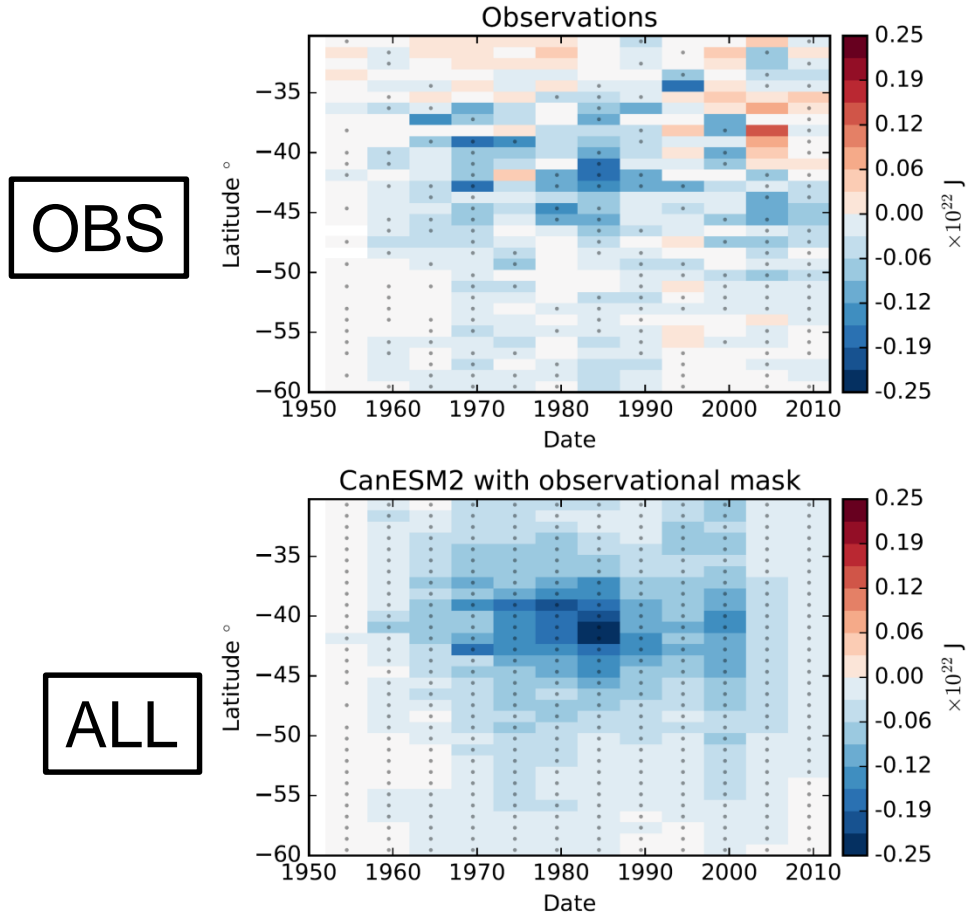 Observations
OBS
Latitude °
−35
−40
−45
−50
−55
−60
1950 1960 1970 1980 1990 2000 2010
Date
0.25
0.19
0.12
0.06
0.00
-0.06
-0.12
-0.19
-0.25
×10²² J
CanESM2 with observational mask
ALL
Latitude °
−35
−40
−45
−50
−55
−60
1950 1960 1970 1980 1990 2000 2010
Date
0.25
0.19
0.12
0.06
0.00
-0.06
-0.12
-0.19
-0.25
×10²² J